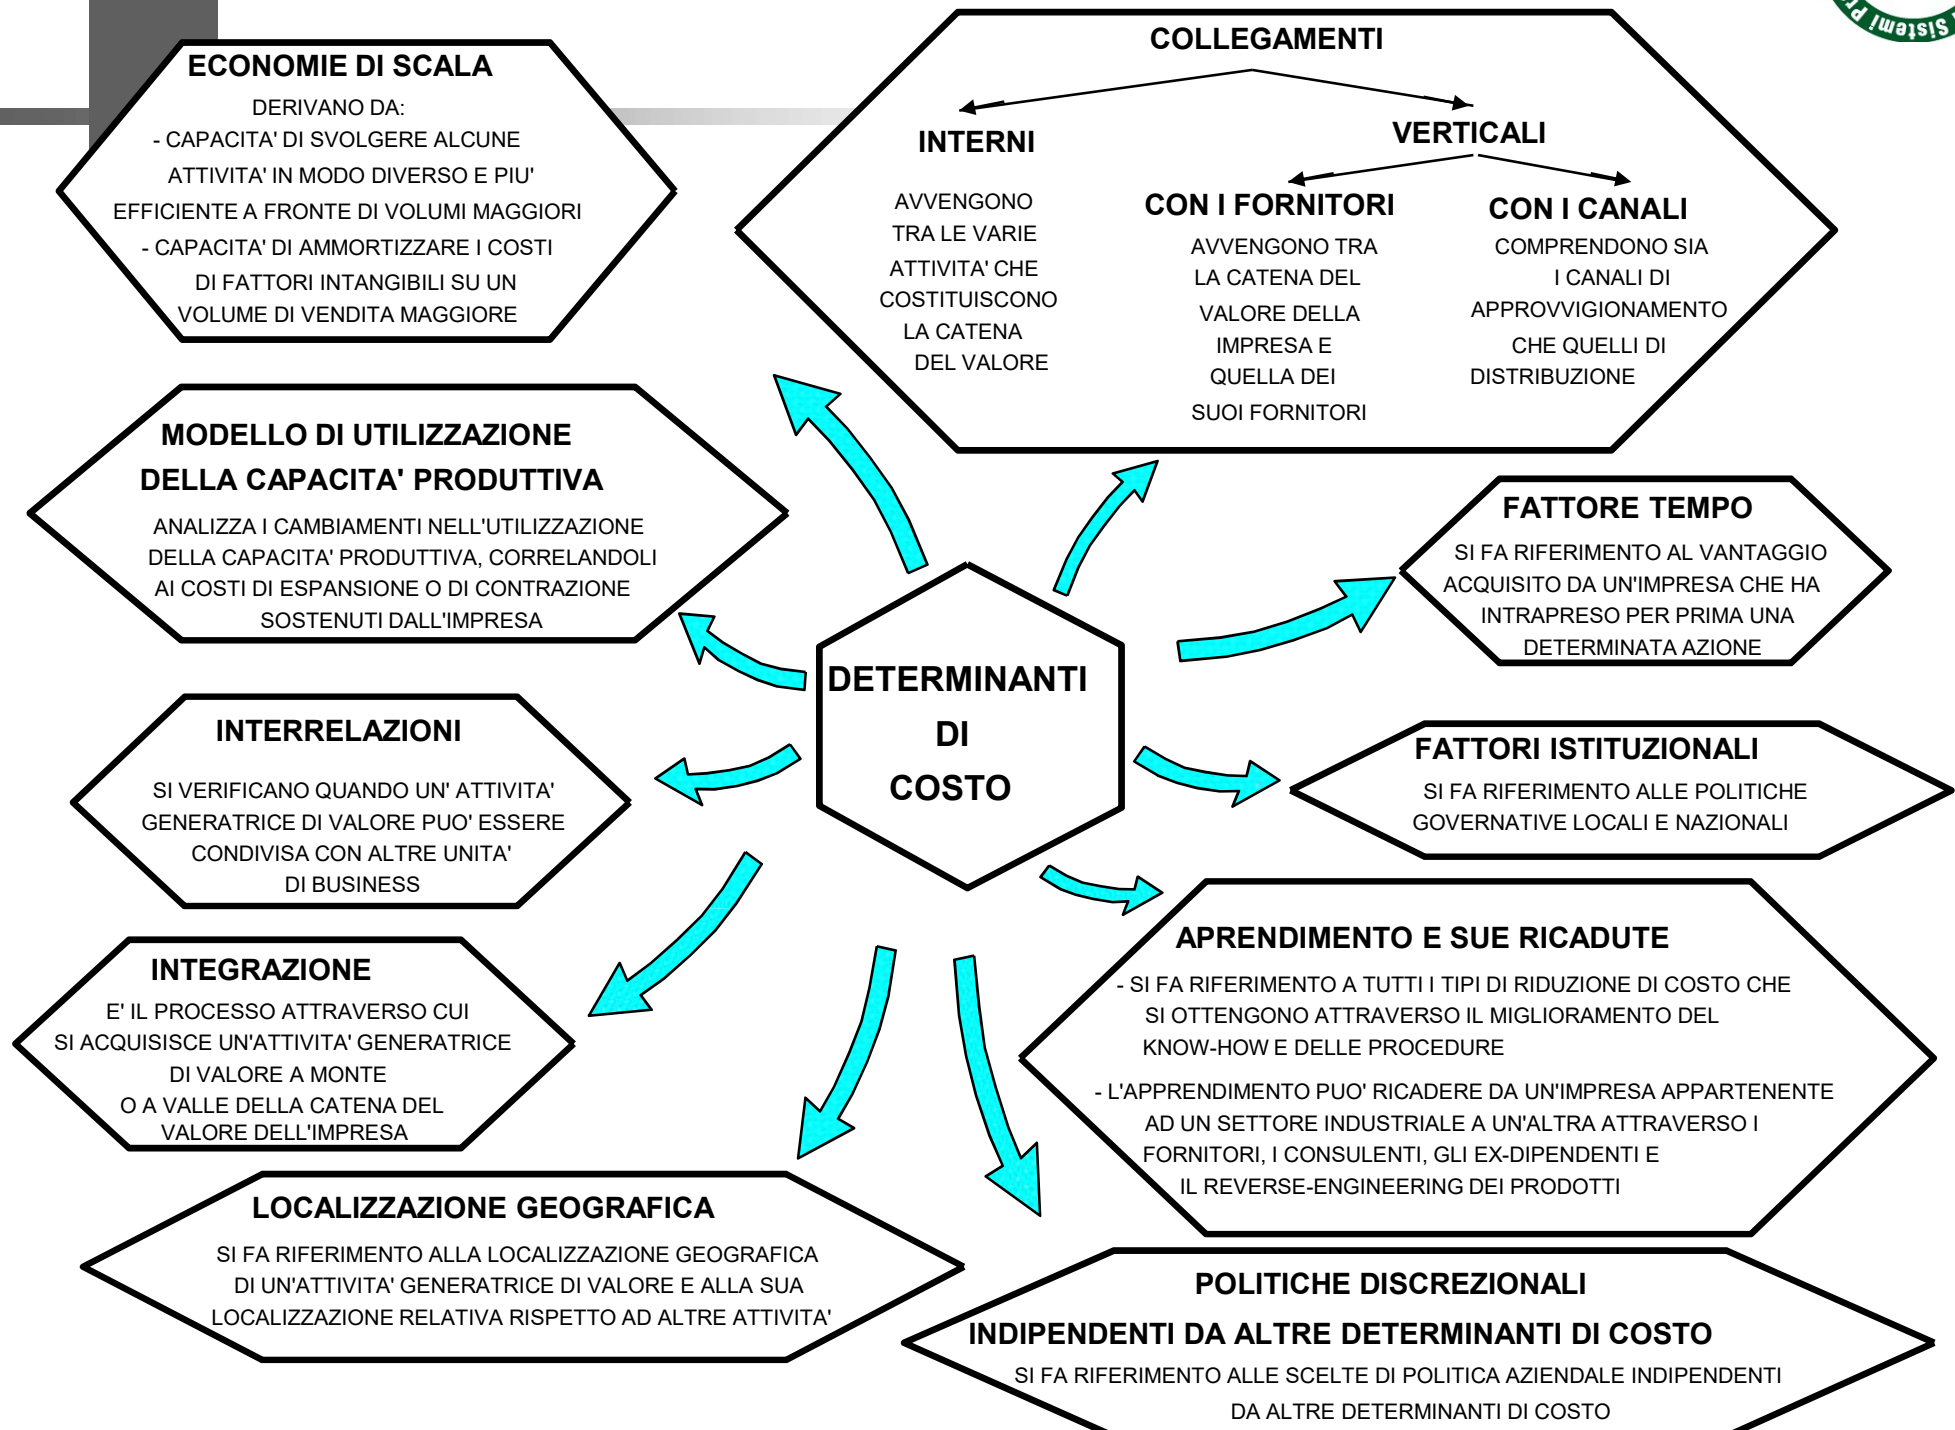 Sistemi
ECONOMIE DI SCALA
DERIVANO DA:
- CAPACITA' DI SVOLGERE ALCUNE
ATTIVITA' IN MODO DIVERSO E PIU'
EFFICIENTE A FRONTE DI VOLUMI MAGGIORI
- CAPACITA' DI AMMORTIZZARE I COSTI
DI FATTORI INTANGIBILI SU UN
VOLUME DI VENDITA MAGGIORE
COLLEGAMENTI
INTERNI
AVVENGONO
TRA LE VARIE
ATTIVITA' CHE
COSTITUISCONO
LA CATENA
DEL VALORE
VERTICALI
CON I FORNITORI
AVVENGONO TRA
LA CATENA DEL
VALORE DELLA
IMPRESA E
QUELLA DEI
SUOI FORNITORI
CON I CANALI
COMPRENDONO SIA
I CANALI DI
APPROVVIGIONAMENTO
CHE QUELLI DI
DISTRIBUZIONE
MODELLO DI UTILIZZAZIONE
DELLA CAPACITA' PRODUTTIVA
ANALIZZA I CAMBIAMENTI NELL'UTILIZZAZIONE
DELLA CAPACITA' PRODUTTIVA, CORRELANDOLI
AI COSTI DI ESPANSIONE O DI CONTRAZIONE
SOSTENUTI DALL'IMPRESA
FATTORE TEMPO
SI FA RIFERIMENTO AL VANTAGGIO
ACQUISITO DA UN'IMPRESA CHE HA
INTRAPRESO PER PRIMA UNA
DETERMINATA AZIONE
DETERMINANTI
DI
COSTO
INTERRELAZIONI
SI VERIFICANO QUANDO UN' ATTIVITA'
GENERATRICE DI VALORE PUO' ESSERE
CONDIVISA CON ALTRE UNITA'
DI BUSINESS
FATTORI ISTITUZIONALI
SI FA RIFERIMENTO ALLE POLITICHE
GOVERNATIVE LOCALI E NAZIONALI
INTEGRAZIONE
E' IL PROCESSO ATTRAVERSO CUI
SI ACQUISISCE UN'ATTIVITA' GENERATRICE
DI VALORE A MONTE
O A VALLE DELLA CATENA DEL
VALORE DELL'IMPRESA
APRENDIMENTO E SUE RICADUTE
- SI FA RIFERIMENTO A TUTTI I TIPI DI RIDUZIONE DI COSTO CHE
SI OTTENGONO ATTRAVERSO IL MIGLIORAMENTO DEL
KNOW-HOW E DELLE PROCEDURE
- L'APPRENDIMENTO PUO' RICADERE DA UN'IMPRESA APPARTENENTE
AD UN SETTORE INDUSTRIALE A UN'ALTRA ATTRAVERSO I
FORNITORI, I CONSULENTI, GLI EX-DIPENDENTI E
IL REVERSE-ENGINEERING DEI PRODOTTI
LOCALIZZAZIONE GEOGRAFICA
SI FA RIFERIMENTO ALLA LOCALIZZAZIONE GEOGRAFICA
DI UN'ATTIVITA' GENERATRICE DI VALORE E ALLA SUA
LOCALIZZAZIONE RELATIVA RISPETTO AD ALTRE ATTIVITA'
POLITICHE DISCREZIONALI
INDIPENDENTI DA ALTRE DETERMINANTI DI COSTO
SI FA RIFERIMENTO ALLE SCELTE DI POLITICA AZIENDALE INDIPENDENTI
DA ALTRE DETERMINANTI DI COSTO